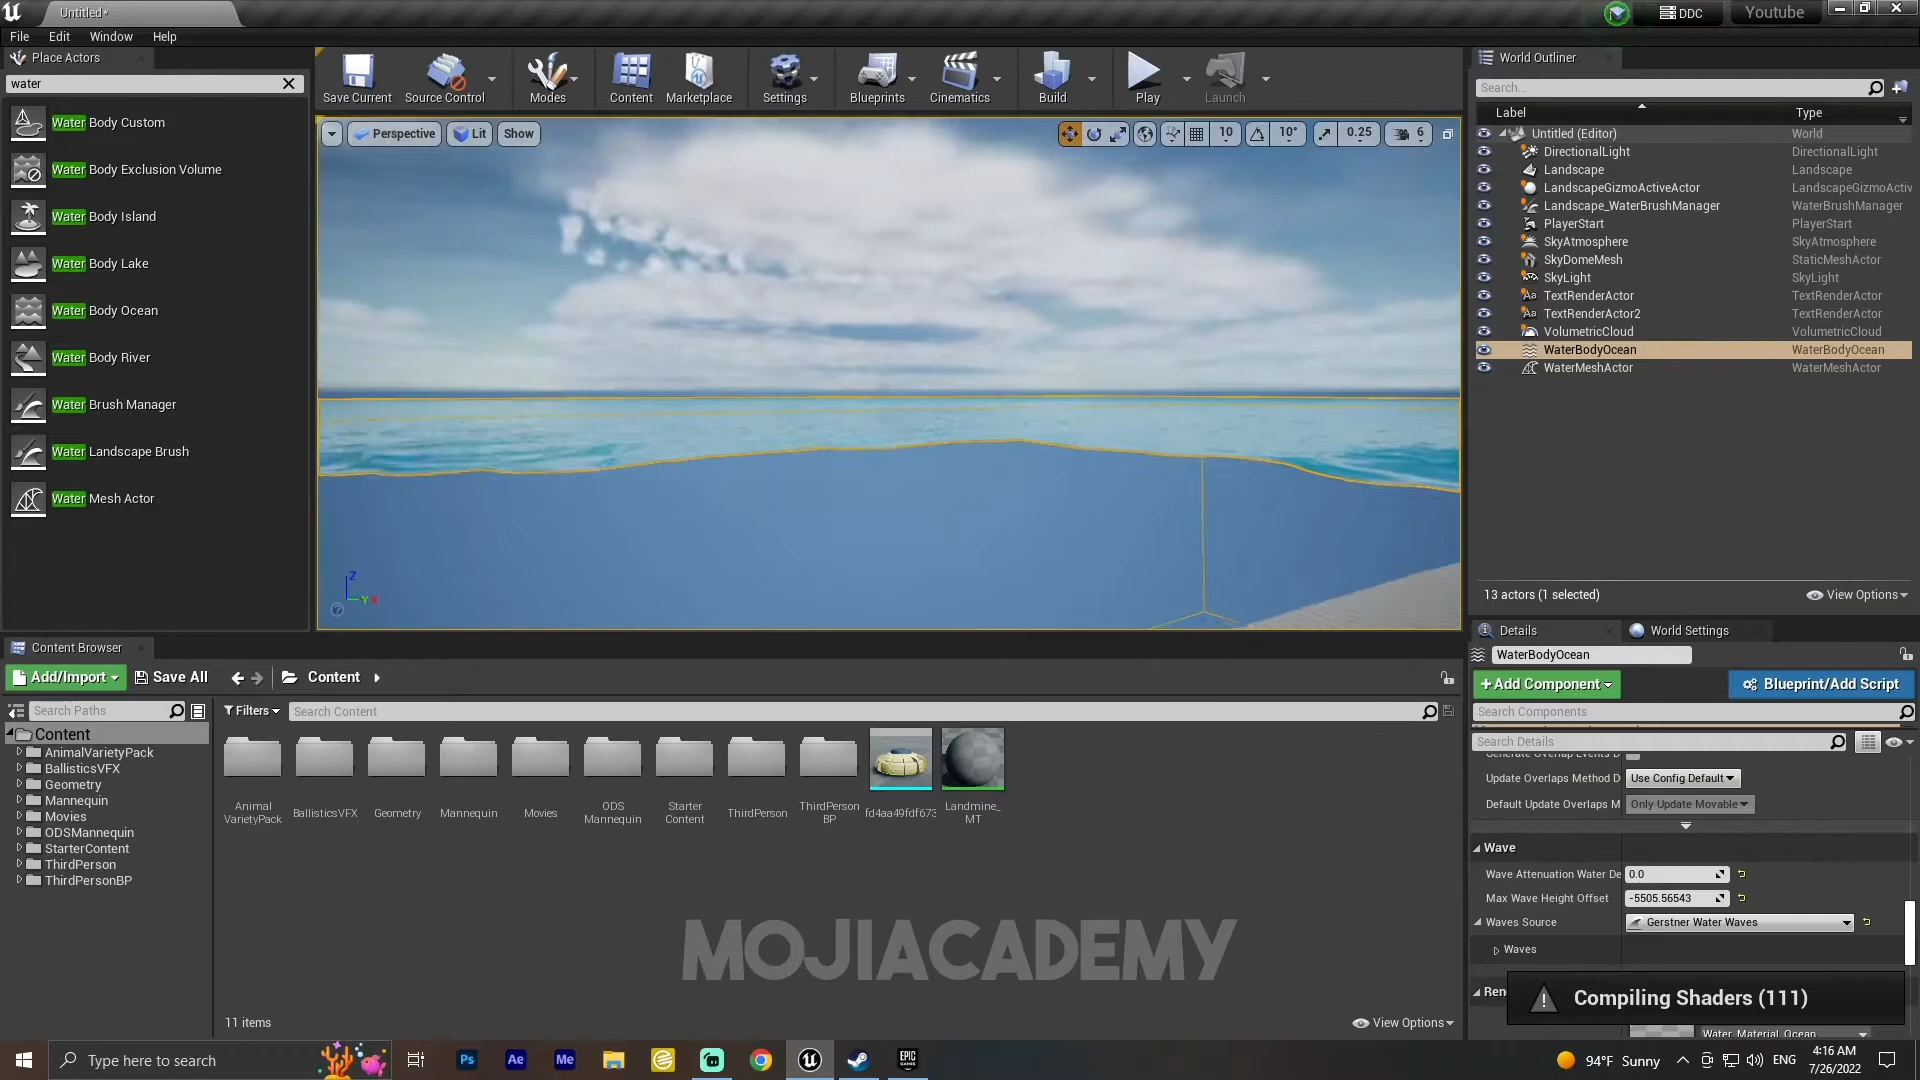 Untitled*
DDC
Youtube
File Edit Window Help
Place Actors
water
Water Body Custom
Water Body Exclusion Volume
Water Body Island
Water Body Lake
Water Body Ocean
Water Body River
Water Brush Manager
Water Landscape Brush
Water Mesh Actor
Save Current Source Control Modes Content Marketplace Settings Blueprints Cinematics Build Play Launch
Perspective Lit Show
10 10° 0.25 6
Z
Y X
World Outliner
Search...
Label Type
Untitled (Editor) World
DirectionalLight DirectionalLight
Landscape Landscape
LandscapeGizmoActiveActor LandscapeGizmoActiv
Landscape_WaterBrushManager WaterBrushManager
PlayerStart PlayerStart
SkyAtmosphere SkyAtmosphere
SkyDomeMesh StaticMeshActor
SkyLight SkyLight
TextRenderActor TextRenderActor
TextRenderActor2 TextRenderActor
VolumetricCloud VolumetricCloud
WaterBodyOcean WaterBodyOcean
WaterMeshActor WaterMeshActor
13 actors (1 selected) View Options
Details World Settings
WaterBodyOcean
+Add Component Blueprint/Add Script
Search Components
Search Details
Generate Overlap Events D
Update Overlaps Method D Use Config Default
Default Update Overlaps M Only Update Movable
Wave
Wave Attenuation Water De 0.0
Max Wave Height Offset -5505.56543
Waves Source Gerstner Water Waves
Waves
Ren
Compiling Shaders (111)
Water_Material_Ocean
Content Browser
Add/Import Save All Content
Search Paths
Filters Search Content
Content
AnimalVarietyPack
BallisticsVFX
Geometry
Mannequin
Movies
ODSMannequin
StarterContent
ThirdPerson
ThirdPersonBP
Animal VarietyPack
BallisticsVFX
Geometry
Mannequin
Movies
ODS Mannequin
Starter Content
ThirdPerson
ThirdPerson BP
fd4aa49fdf673
Landmine_ MT
MOJIACADEMY
11 items View Options
Type here to search
Ps Ae Me
EPIC GAMES
94°F Sunny ENG
4:16 AM
7/26/2022